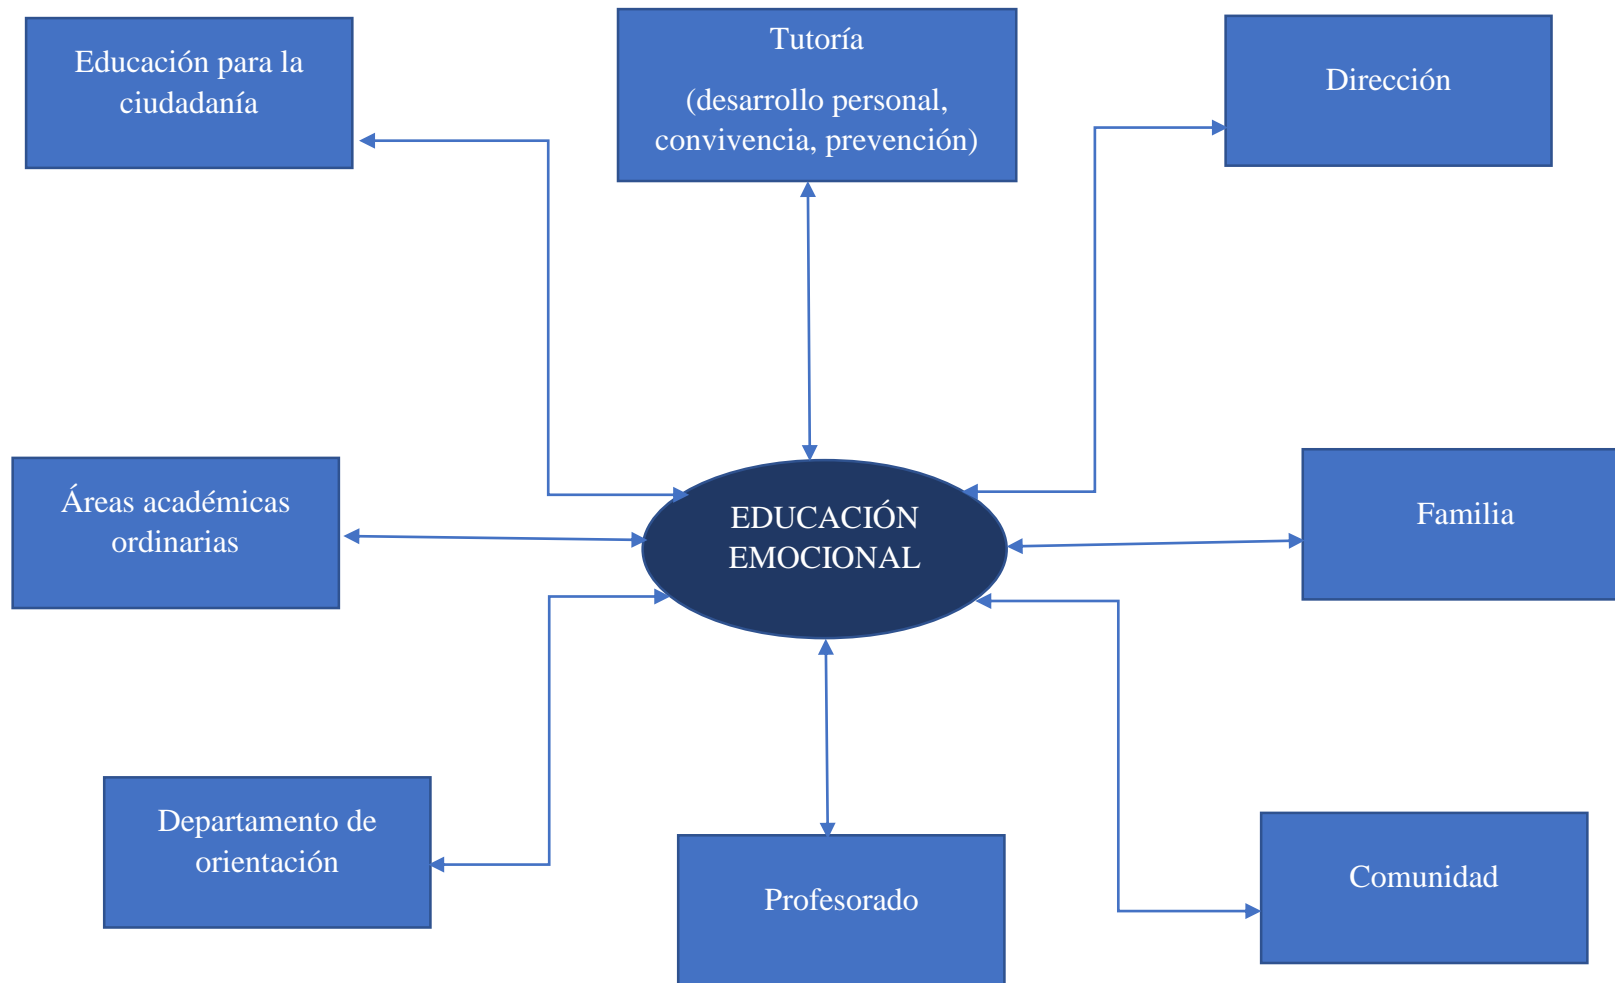 Educación para la
ciudadanía
Tutoría
(desarrollo personal,
convivencia, prevención)
Dirección
Áreas académicas
ordinarias
EDUCACIÓN
EMOCIONAL
Familia
Departamento de
orientación
Profesorado
Comunidad